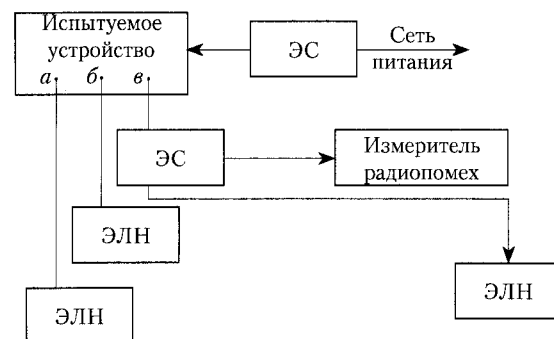 Испытуемое
устройство
а б в
ЭС
Сеть
питания
ЭС
Измеритель
радиопомех
ЭЛН
ЭЛН
ЭЛН